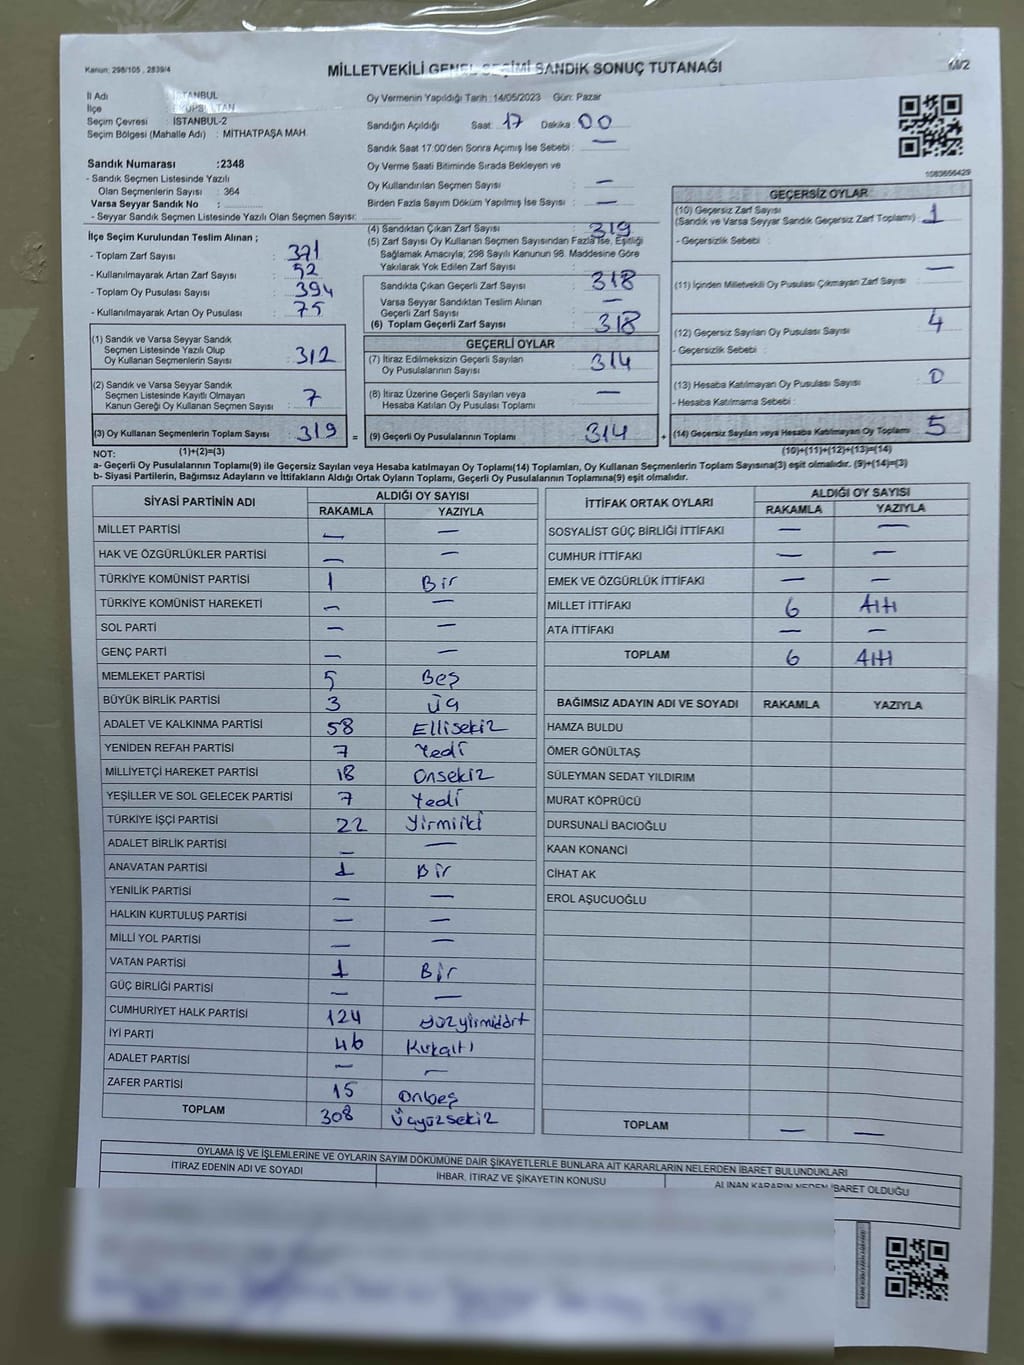 Kanun: 298/105 , 2839/4
MİLLETVEKİLİ GENEL SEÇİMİ SANDIK SONUÇ TUTANAĞI
M/2
İl Adı : İSTANBUL
İlçe
Seçim Çevresi : İSTANBUL-2
Seçim Bölgesi (Mahalle Adı) : MİTHATPAŞA MAH.
Oy Vermenin Yapıldığı Tarih :14/05/2023 Gün: Pazar
Sandığın Açıldığı Saat: 17 Dakika: 00
Sandık Saat 17:00'den Sonra Açımış İse Sebebi : —
Oy Verme Saati Bitiminde Sırada Bekleyen ve
Oy Kullandırılan Seçmen Sayısı : —
Birden Fazla Sayım Döküm Yapılmış İse Sayısı : —
1083656429
Sandık Numarası :2348
- Sandık Seçmen Listesinde Yazılı
Olan Seçmenlerin Sayısı : 364
Varsa Seyyar Sandık No :
- Seyyar Sandık Seçmen Listesinde Yazılı Olan Seçmen Sayısı:
İlçe Seçim Kurulundan Teslim Alınan ;
- Toplam Zarf Sayısı : 371
- Kullanılmayarak Artan Zarf Sayısı : 52
- Toplam Oy Pusulası Sayısı : 394
- Kullanılmayarak Artan Oy Pusulası : 75
(1) Sandık ve Varsa Seyyar Sandık
Seçmen Listesinde Yazılı Olup
Oy Kullanan Seçmenlerin Sayısı : 312
(2) Sandık ve Varsa Seyyar Sandık
Seçmen Listesinde Kayıtlı Olmayan
Kanun Gereği Oy Kullanan Seçmen Sayısı : 7
(3) Oy Kullanan Seçmenlerin Toplam Sayısı : 319
(1)+(2)=(3)
(4) Sandıktan Çıkan Zarf Sayısı : 319
(5) Zarf Sayısı Oy Kullanan Seçmen Sayısından Fazla İse, Eşitliği
Sağlamak Amacıyla; 298 Sayılı Kanunun 98. Maddesine Göre
Yakılarak Yok Edilen Zarf Sayısı :
Sandıkta Çıkan Geçerli Zarf Sayısı : 318
Varsa Seyyar Sandıktan Teslim Alınan
Geçerli Zarf Sayısı : —
(6) Toplam Geçerli Zarf Sayısı : 318
GEÇERLİ OYLAR
(7) İtiraz Edilmeksizin Geçerli Sayılan
Oy Pusulalarının Sayısı : 314
(8) İtiraz Üzerine Geçerli Sayılan veya
Hesaba Katılan Oy Pusulası Toplamı : —
= (9) Geçerli Oy Pusulalarının Toplamı : 314 +
GEÇERSİZ OYLAR
(10) Geçersiz Zarf Sayısı
(Sandık ve Varsa Seyyar Sandık Geçersiz Zarf Toplamı) : 1
- Geçersizlik Sebebi :
(11) İçinden Milletvekili Oy Pusulası Çıkmayan Zarf Sayısı : —
(12) Geçersiz Sayılan Oy Pusulası Sayısı : 4
- Geçersizlik Sebebi :
(13) Hesaba Katılmayan Oy Pusulası Sayısı : 0
- Hesaba Katılmama Sebebi :
(14) Geçersiz Sayılan veya Hesaba Katılmayan Oy Toplamı : 5
(10)+(11)+(12)+(13)=(14)
NOT:
a- Geçerli Oy Pusulasının Toplamı(9) ile Geçersiz Sayılan veya Hesaba katılmayan Oy Toplamı(14) Toplamları, Oy Kullanan Seçmenlerin Toplam Sayısına(3) eşit olmalıdır. (9)+(14)=(3)
b- Siyasi Partilerin, Bağımsız Adayların ve İttifakların Aldığı Ortak Oyların Toplamı, Geçerli Oy Pusulalarının Toplamına(9) eşit olmalıdır.
SİYASİ PARTİNİN ADI ALDIĞI OY SAYISI
RAKAMLA YAZIYLA
MİLLET PARTİSİ — —
HAK VE ÖZGÜRLÜKLER PARTİSİ — —
TÜRKİYE KOMÜNİST PARTİSİ 1 Bir
TÜRKİYE KOMÜNİST HAREKETİ — —
SOL PARTİ — —
GENÇ PARTİ — —
MEMLEKET PARTİSİ 5 Beş
BÜYÜK BİRLİK PARTİSİ 3 Üç
ADALET VE KALKINMA PARTİSİ 58 Ellisekiz
YENİDEN REFAH PARTİSİ 7 Yedi
MİLLİYETÇİ HAREKET PARTİSİ 18 Onsekiz
YEŞİLLER VE SOL GELECEK PARTİSİ 7 Yedi
TÜRKİYE İŞÇİ PARTİSİ 22 Yirmiiki
ADALET BİRLİK PARTİSİ — —
ANAVATAN PARTİSİ 1 Bir
YENİLİK PARTİSİ — —
HALKIN KURTULUŞ PARTİSİ — —
MİLLİ YOL PARTİSİ — —
VATAN PARTİSİ 1 Bir
GÜÇ BİRLİĞİ PARTİSİ — —
CUMHURİYET HALK PARTİSİ 124 Yüzyirmidört
İYİ PARTİ 46 Kırkaltı
ADALET PARTİSİ — —
ZAFER PARTİSİ 15 Onbeş
TOPLAM 308 Üçyüzsekiz
İTTİFAK ORTAK OYLARI ALDIĞI OY SAYISI
RAKAMLA YAZIYLA
SOSYALİST GÜÇ BİRLİĞİ İTTİFAKI — —
CUMHUR İTTİFAKI — —
EMEK VE ÖZGÜRLÜK İTTİFAKI — —
MİLLET İTTİFAKI 6 Altı
ATA İTTİFAKI — —
TOPLAM 6 Altı
BAĞIMSIZ ADAYIN ADI VE SOYADI RAKAMLA YAZIYLA
HAMZA BULDU
ÖMER GÖNÜLTAŞ
SÜLEYMAN SEDAT YILDIRIM
MURAT KÖPRÜCÜ
DURSUNALİ BACIOĞLU
KAAN KONANCİ
CİHAT AK
EROL AŞUCUOĞLU
TOPLAM — —
OYLAMA İŞ VE İŞLEMLERİNE VE OYLARIN SAYIM DÖKÜMÜNE DAİR ŞİKAYETLERLE BUNLARA AİT KARARLARIN NELERDEN İBARET BULUNDUKLARI
İTİRAZ EDENİN ADI VE SOYADI İHBAR, İTİRAZ VE ŞİKAYETİN KONUSU ALINAN KARARIN NEDEN İBARET OLDUĞU